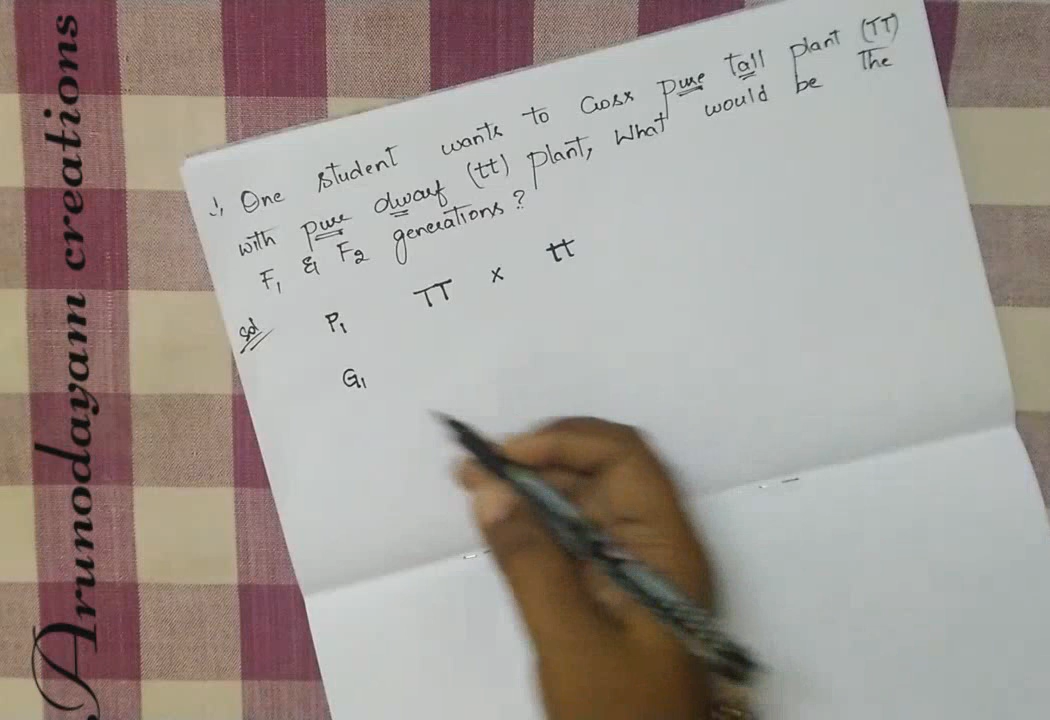 Arunodayam creations
1, One student wants to cross pure tall plant (TT)
with pure dwarf (tt) plant, What would be the
F1 & F2 generations?
Sol P1 TT x tt
G1